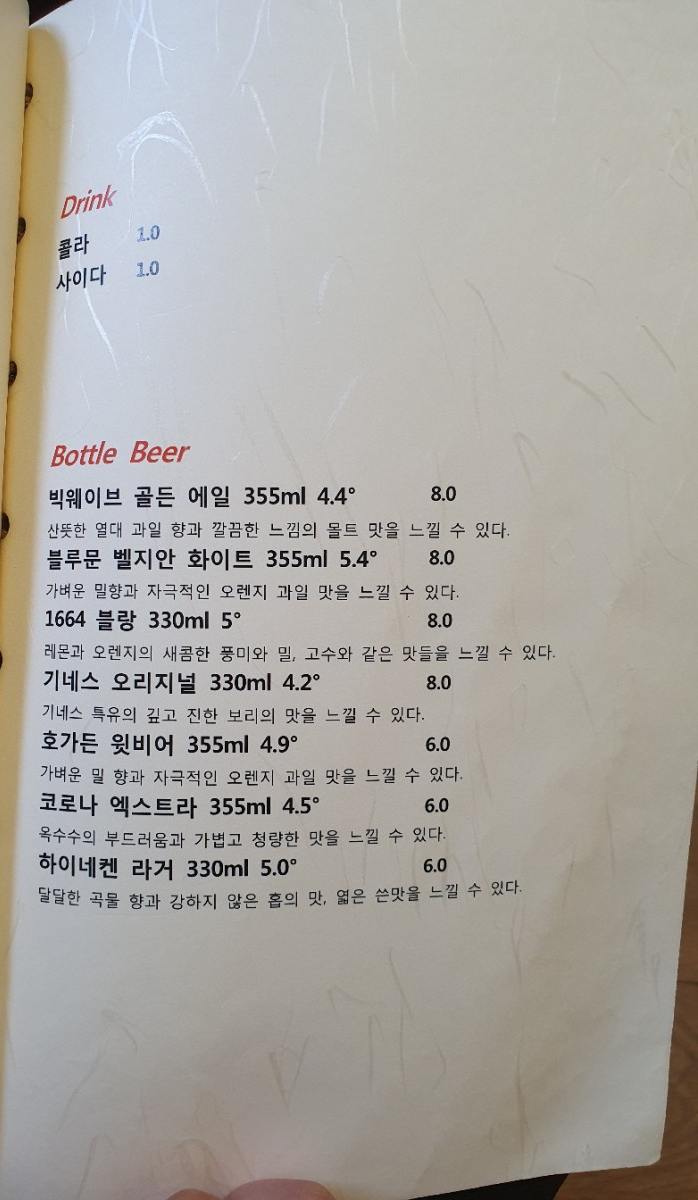 Drink
콜라 1.0
사이다 1.0
Bottle Beer
빅웨이브 골든 에일 355ml 4.4° 8.0
산뜻한 열대 과일 향과 깔끔한 느낌의 몰트 맛을 느낄 수 있다.
블루문 벨지안 화이트 355ml 5.4° 8.0
가벼운 밀향과 자극적인 오렌지 과일 맛을 느낄 수 있다.
1664 블랑 330ml 5° 8.0
레몬과 오렌지의 새콤한 풍미와 밀, 고수와 같은 맛들을 느낄 수 있다.
기네스 오리지널 330ml 4.2° 8.0
기네스 특유의 깊고 진한 보리의 맛을 느낄 수 있다.
호가든 윗비어 355ml 4.9° 6.0
가벼운 밀 향과 자극적인 오렌지 과일 맛을 느낄 수 있다.
코로나 엑스트라 355ml 4.5° 6.0
옥수수의 부드러움과 가볍고 청량한 맛을 느낄 수 있다.
하이네켄 라거 330ml 5.0° 6.0
달달한 곡물 향과 강하지 않은 홉의 맛, 엷은 쓴맛을 느낄 수 있다.